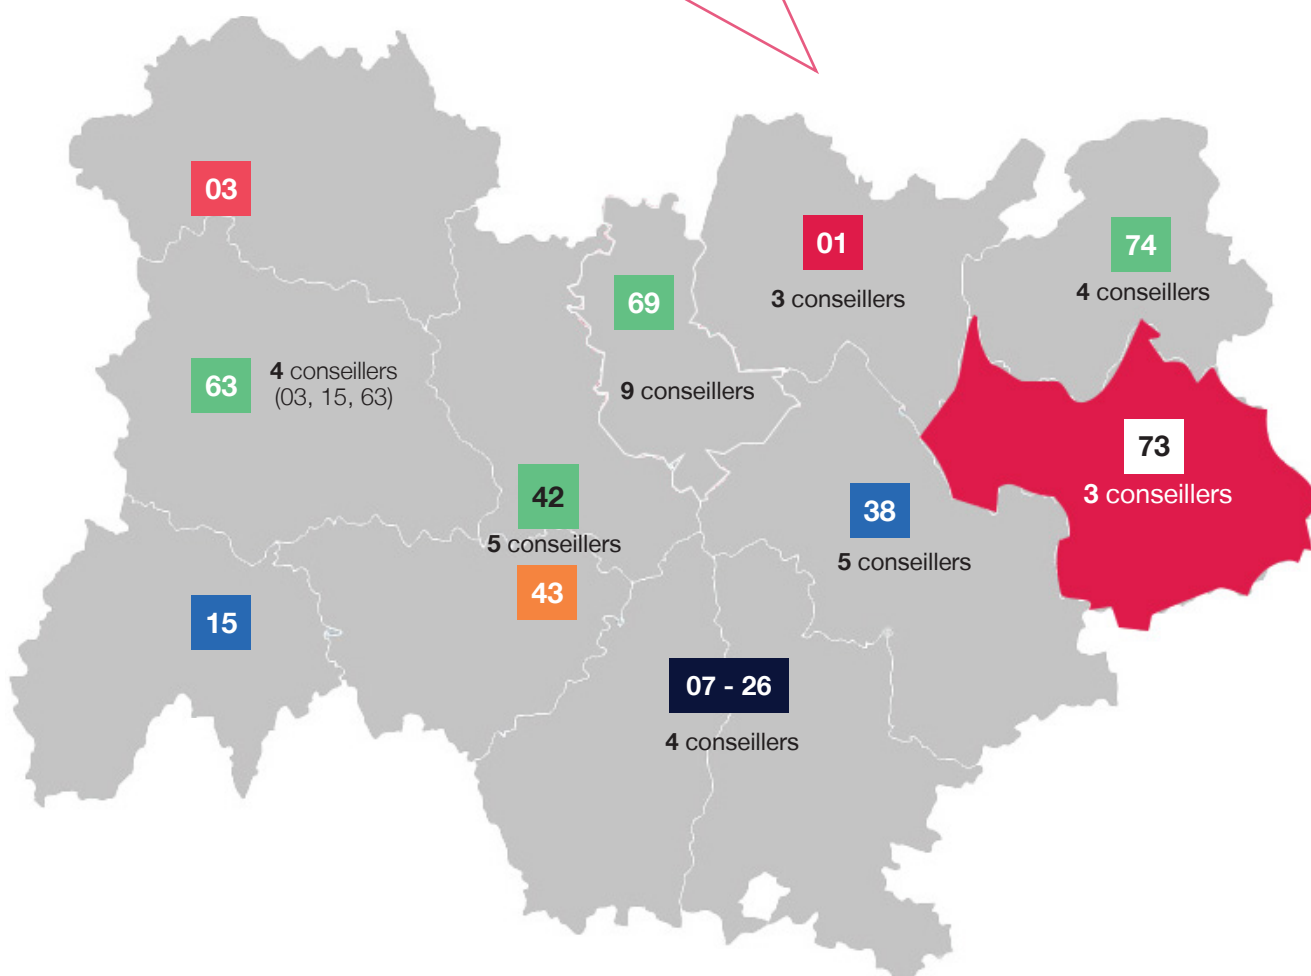 03
01
3 conseillers
74
4 conseillers
69
9 conseillers
63
4 conseillers
(03, 15, 63)
73
3 conseillers
42
5 conseillers
38
5 conseillers
43
15
07 - 26
4 conseillers